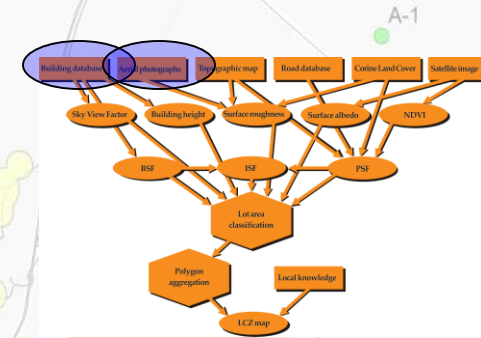 A-1
Building database
Aerial photographs
Topographic map
Road database
Corine Land Cover
Satellite image
Sky View Factor
Building height
Surface roughness
Surface albedo
NDVI
BSF
ISF
PSF
Lot area
classification
Polygon
aggregation
Local knowledge
LCZ map